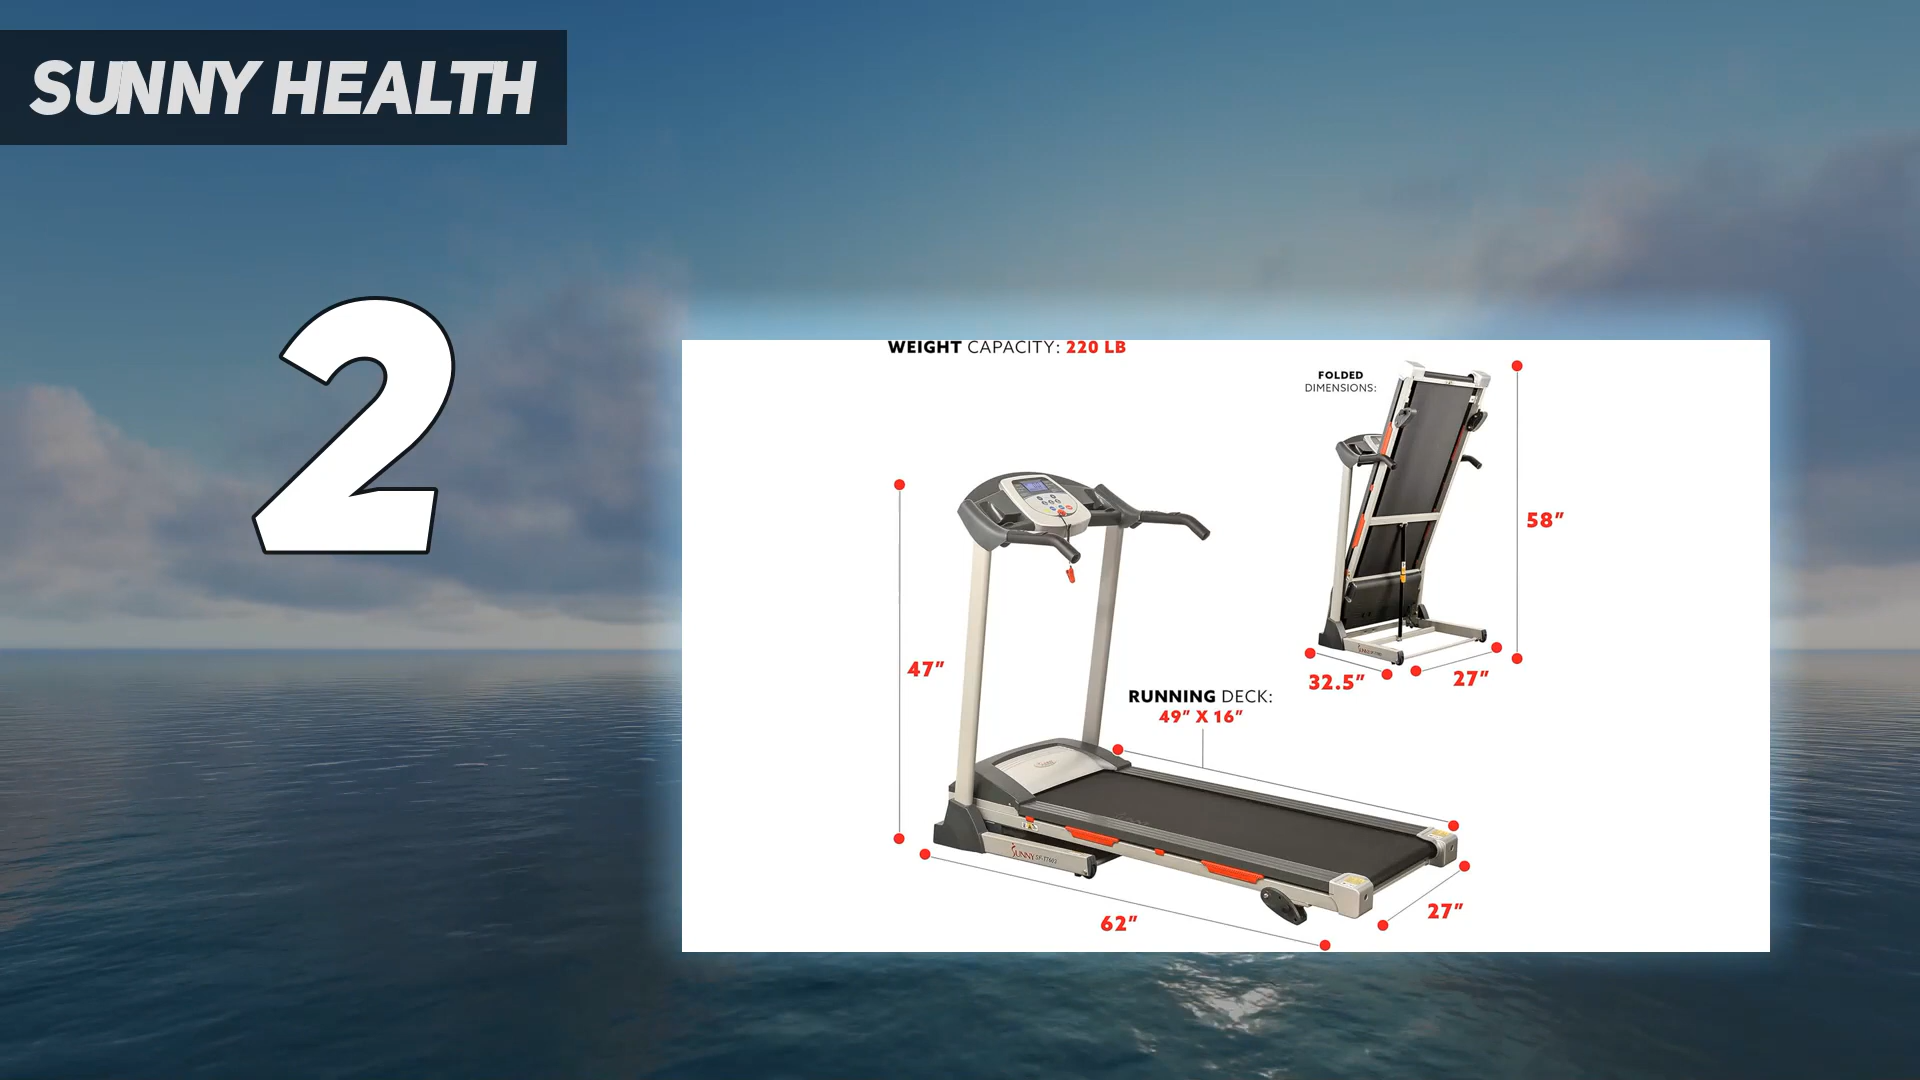 SUNNY HEALTH
2
WEIGHT CAPACITY: 220 LB
FOLDED
DIMENSIONS:
58”
47”
32.5”
27”
RUNNING DECK:
49” X 16”
SUNNY
62”
27”